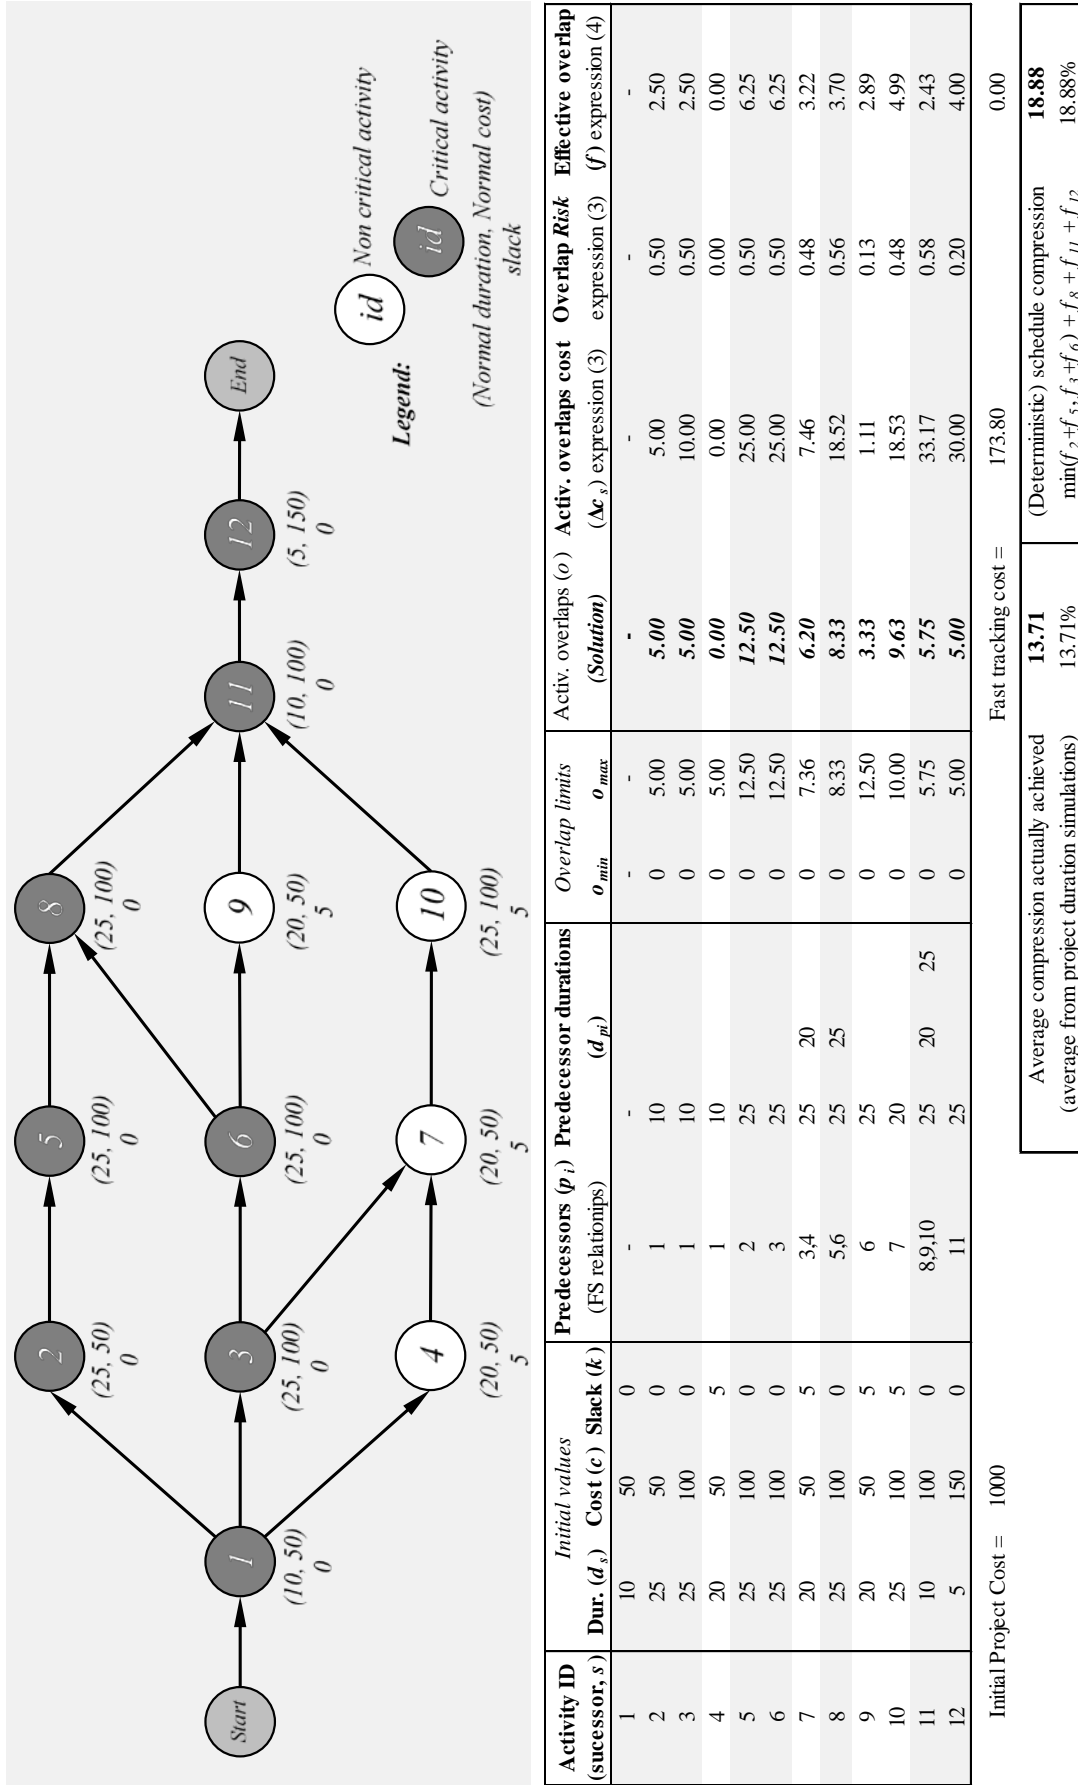 Start
1
(10, 50)
0
2
(25, 50)
0
3
(25, 100)
0
4
(20, 50)
5
5
(25, 100)
0
6
(25, 100)
0
7
(20, 50)
5
8
(25, 100)
0
9
(20, 50)
5
10
(25, 100)
5
11
(10, 100)
0
12
(5, 150)
0
End
Legend:
id Non critical activity
id Critical activity
(Normal duration, Normal cost)
slack
Activity ID Initial values Predecessors (p i) Predecessor durations Overlap limits Activ. overlaps (o) Activ. overlaps cost Overlap Risk Effective overlap
(sucessor, s) Dur. (d s) Cost (c) Slack (k) (FS relationips) (d pi) o min o max (Solution) (Δc s) expression (3) expression (3) (f) expression (4)
1 10 50 0 - - - - - - - -
2 25 50 0 1 10 0 5.00 5.00 5.00 0.50 2.50
3 25 100 0 1 10 0 5.00 5.00 10.00 0.50 2.50
4 20 50 5 1 10 0 5.00 0.00 0.00 0.00 0.00
5 25 100 0 2 25 0 12.50 12.50 25.00 0.50 6.25
6 25 100 0 3 25 0 12.50 12.50 25.00 0.50 6.25
7 20 50 5 3,4 25 20 0 7.36 6.20 7.46 0.48 3.22
8 25 100 0 5,6 25 25 0 8.33 8.33 18.52 0.56 3.70
9 20 50 5 6 25 0 12.50 3.33 1.11 0.13 2.89
10 25 100 5 7 20 0 10.00 9.63 18.53 0.48 4.99
11 10 100 0 8,9,10 25 20 25 0 5.75 5.75 33.17 0.58 2.43
12 5 150 0 11 25 0 5.00 5.00 30.00 0.20 4.00
Initial Project Cost = 1000 Fast tracking cost = 173.80 0.00
Average compression actually achieved 13.71 (Deterministic) schedule compression 18.88
(average from project duration simulations) 13.71% min(f 2+f 5, f 3+f 6) + f 8 + f 11 + f 12 18.88%